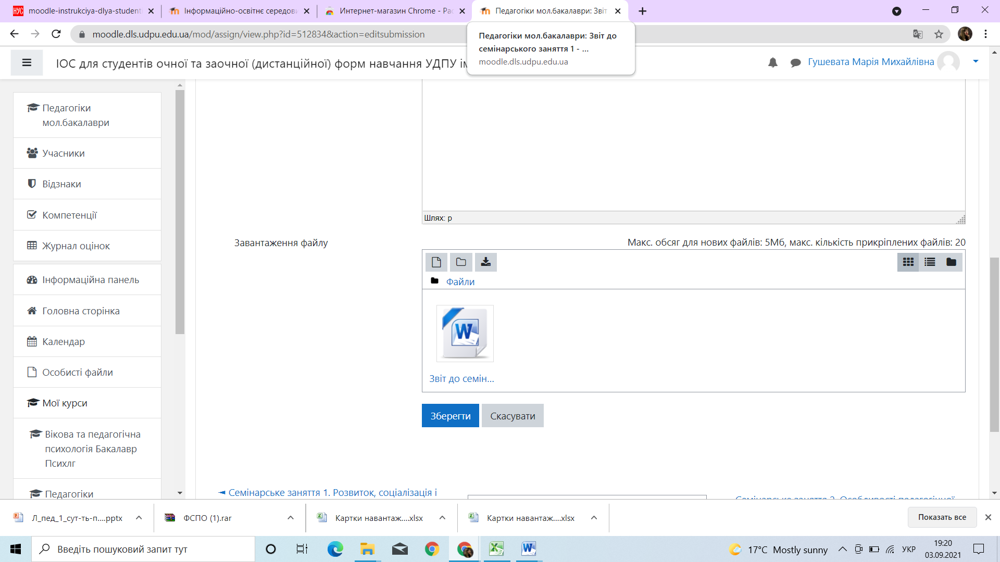 moodle-instrukciya-dlya-student
Інформаційно-освітнє середови
Интернет-магазин Chrome - Рас
Педагогіки мол.бакалаври: Звіт
moodle.dls.udpu.edu.ua/mod/assign/view.php?id=512834&action=editsubmission
Педагогіки мол.бакалаври: Звіт до
семінарського заняття 1 - ...
moodle.dls.udpu.edu.ua
ІОС для студентів очної та заочної (дистанційної) форм навчання УДПУ ім
Гушевата Марія Михайлівна
Педагогіки
мол.бакалаври
Учасники
Відзнаки
Компетенції
Журнал оцінок
Інформаційна панель
Головна сторінка
Календар
Особисті файли
Мої курси
Вікова та педагогічна
психологія Бакалавр
Психлг
Педагогіки
Шлях: p
Завантаження файлу
Макс. обсяг для нових файлів: 5Мб, макс. кількість прикріплених файлів: 20
Файли
Звіт до семін...
Зберегти
Скасувати
◄ Семінарське заняття 1. Розвиток, соціалізація і
Семінарське заняття 2. Особливості педагогічної
Л_пед_1_сут-ть-п....pptx
ФСПО (1).rar
Картки навантаж....xlsx
Картки навантаж....xlsx
Показать все
Введіть пошуковий запит тут
17°C Mostly sunny
УКР
19:20
03.09.2021